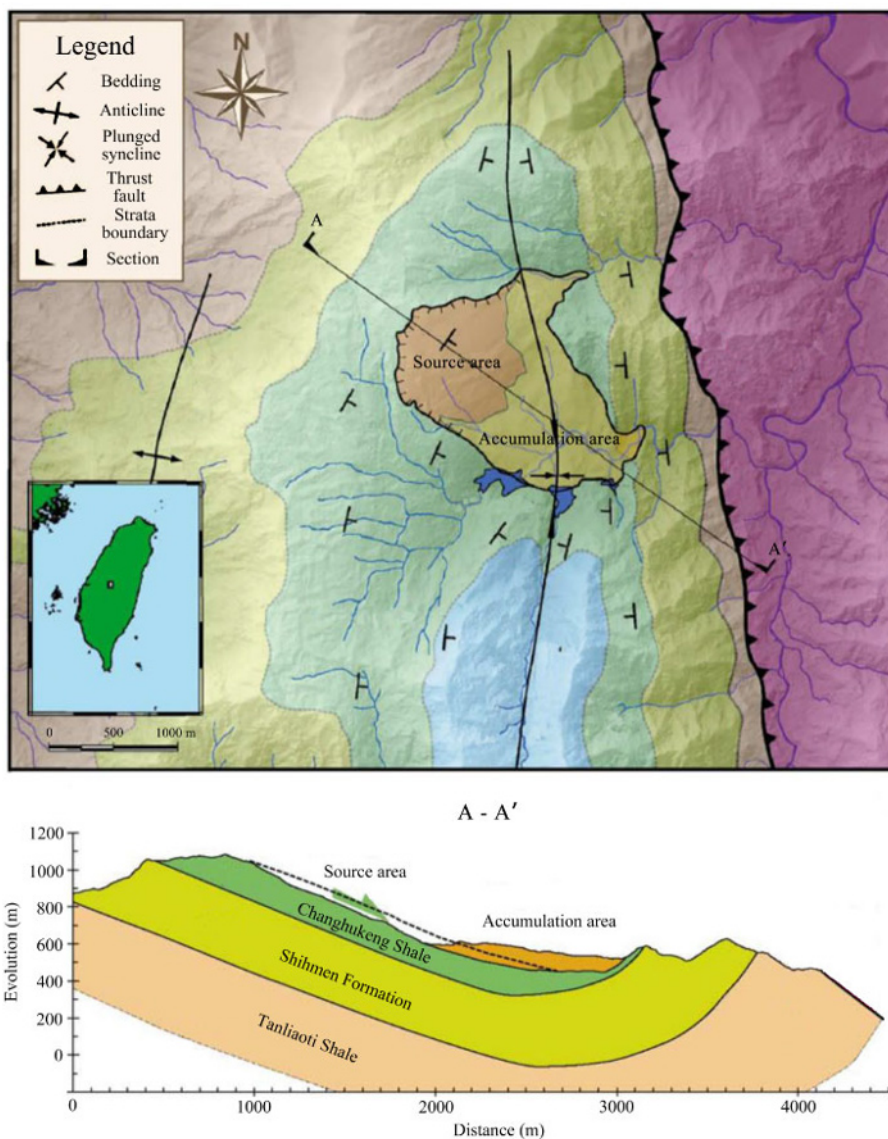 Legend
Bedding
Anticline
Plunged
syncline
Thrust
fault
Strata
boundary
Section
N
A
Source area
Accumulation area
A'
0 500 1000 m
A - A'
1200
1000
800
600
400
200
0
Evolution (m)
Source area
Accumulation area
Changhukeng Shale
Shihmen Formation
Tanliaoti Shale
0 1000 2000 3000 4000
Distance (m)